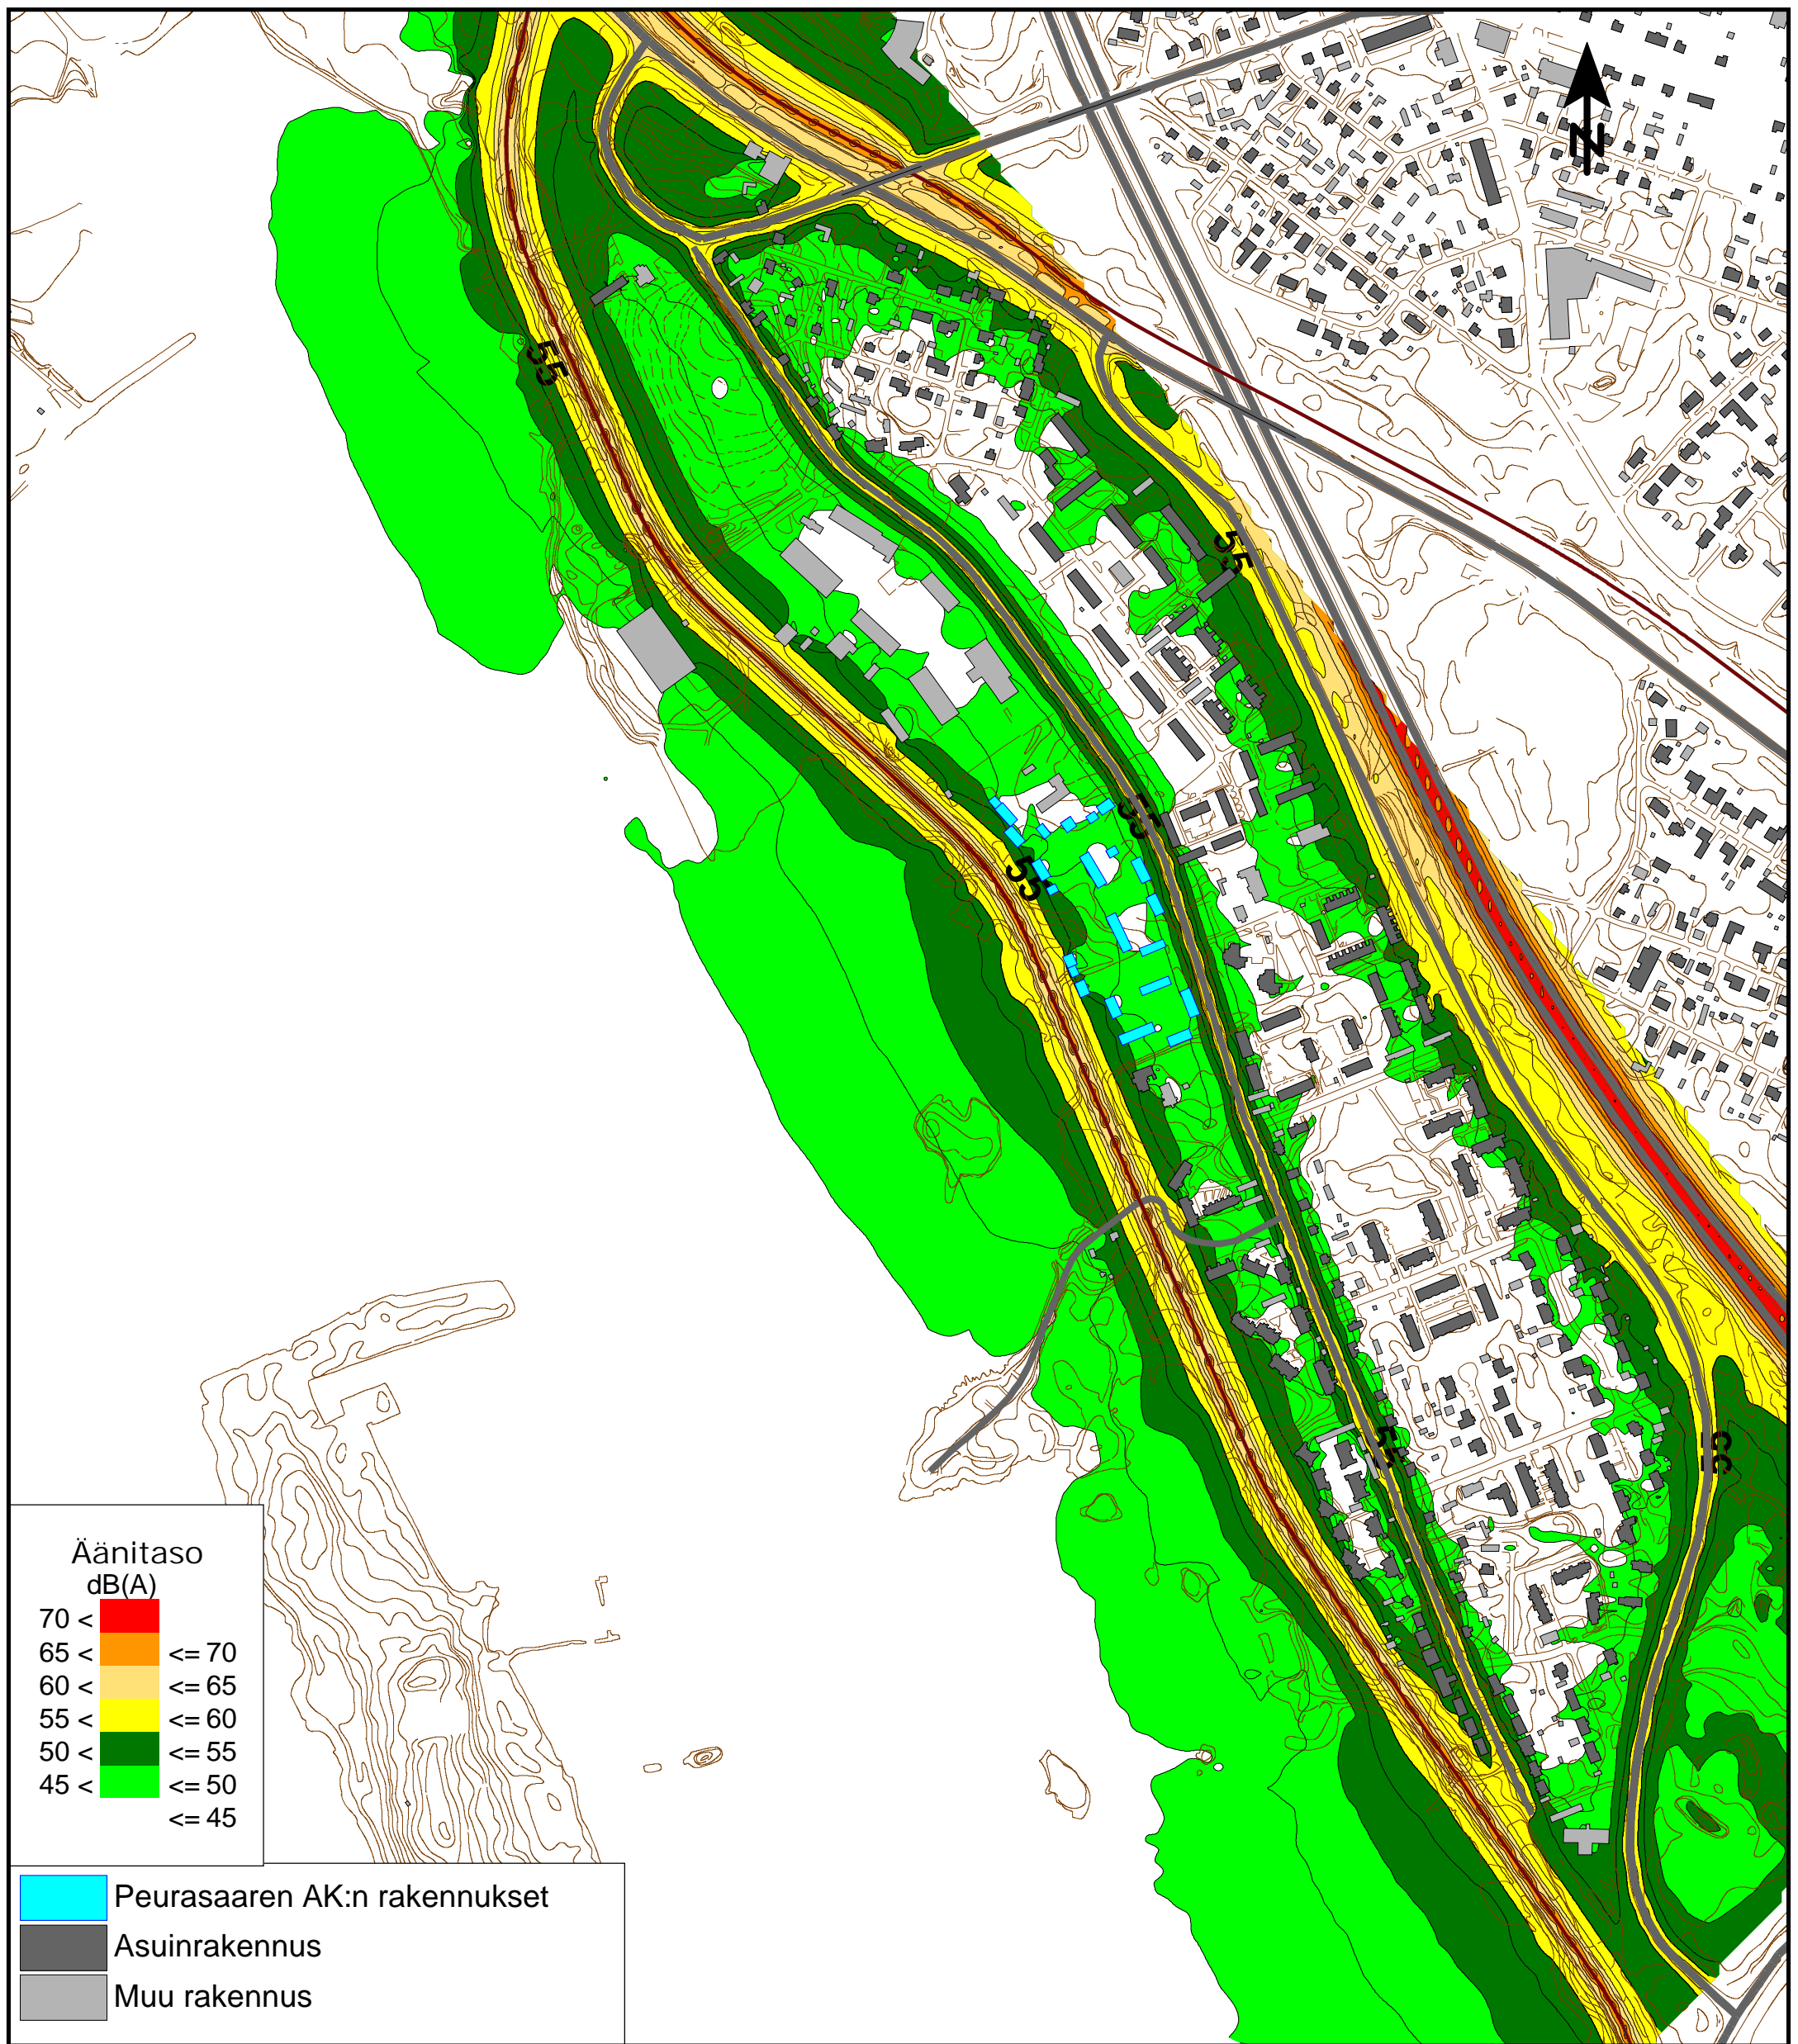 N
55
55
55
55
55
55
Äänitaso
dB(A)
70 <
65 < <= 70
60 < <= 65
55 < <= 60
50 < <= 55
45 < <= 50
<= 45
Peurasaaren AK:n rakennukset
Asuinrakennus
Muu rakennus